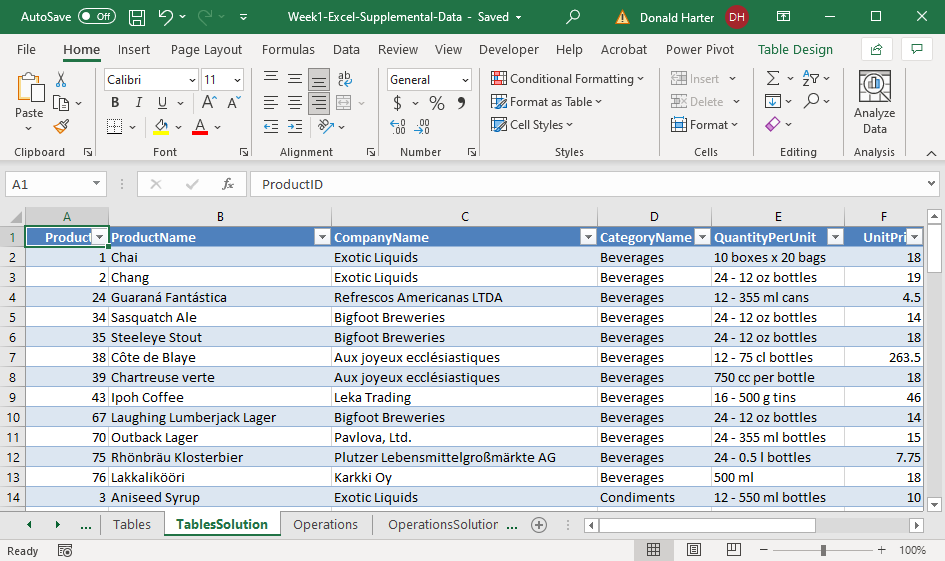 AutoSave Off Week1-Excel-Supplemental-Data - Saved Donald Harter DH
File Home Insert Page Layout Formulas Data Review View Developer Help Acrobat Power Pivot Table Design
Calibri 11 General Conditional Formatting Insert
Paste B I U A A ab $ % , Format as Table Delete Analyze Data
A Cell Styles Format
Clipboard Font Alignment Number Styles Cells Editing Analysis
A1 fx ProductID
A B C D E F
1 Product ProductName CompanyName CategoryName QuantityPerUnit UnitPri
2 1 Chai Exotic Liquids Beverages 10 boxes x 20 bags 18
3 2 Chang Exotic Liquids Beverages 24 - 12 oz bottles 19
4 24 Guaraná Fantástica Refrescos Americanas LTDA Beverages 12 - 355 ml cans 4.5
5 34 Sasquatch Ale Bigfoot Breweries Beverages 24 - 12 oz bottles 14
6 35 Steeleye Stout Bigfoot Breweries Beverages 24 - 12 oz bottles 18
7 38 Côte de Blaye Aux joyeux ecclésiastiques Beverages 12 - 75 cl bottles 263.5
8 39 Chartreuse verte Aux joyeux ecclésiastiques Beverages 750 cc per bottle 18
9 43 Ipoh Coffee Leka Trading Beverages 16 - 500 g tins 46
10 67 Laughing Lumberjack Lager Bigfoot Breweries Beverages 24 - 12 oz bottles 14
11 70 Outback Lager Pavlova, Ltd. Beverages 24 - 355 ml bottles 15
12 75 Rhönbräu Klosterbier Plutzer Lebensmittelgroßmärkte AG Beverages 24 - 0.5 l bottles 7.75
13 76 Lakkalikööri Karkki Oy Beverages 500 ml 18
14 3 Aniseed Syrup Exotic Liquids Condiments 12 - 550 ml bottles 10
... Tables TablesSolution Operations OperationsSolutior ...
Ready 100%